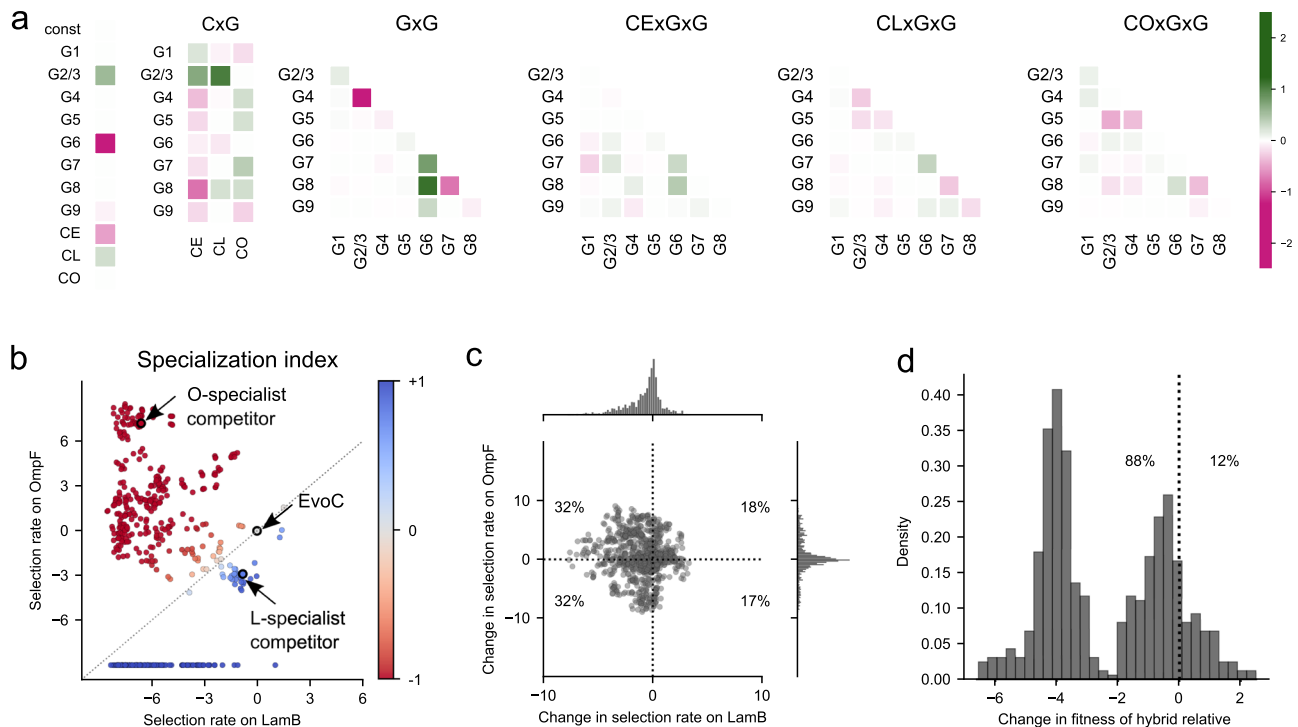 a
const
G1
G2/3
G4
G5
G6
G7
G8
G9
CE
CL
CO
CxG
G1
G2/3
G4
G5
G6
G7
G8
G9
CE
CL
CO
GxG
G2/3
G4
G5
G6
G7
G8
G9
G1
G2/3
G4
G5
G6
G7
G8
CExGxG
G2/3
G4
G5
G6
G7
G8
G9
G1
G2/3
G4
G5
G6
G7
G8
CLxGxG
G2/3
G4
G5
G6
G7
G8
G9
G1
G2/3
G4
G5
G6
G7
G8
COxGxG
G2/3
G4
G5
G6
G7
G8
G9
G1
G2/3
G4
G5
G6
G7
G8
2
1
0
−1
−2
b
Specialization index
+1
0
-1
O-specialist
competitor
EvoC
L-specialist
competitor
Selection rate on OmpF
6
3
0
−3
−6
−6 −3 0 3 6
Selection rate on LamB
c
32% 18%
32% 17%
Change in selection rate on OmpF
10
0
−10
−10 0 10
Change in selection rate on LamB
d
88% 12%
Density
0.40
0.35
0.30
0.25
0.20
0.15
0.10
0.05
0.00
−6 −4 −2 0 2
Change in fitness of hybrid relative